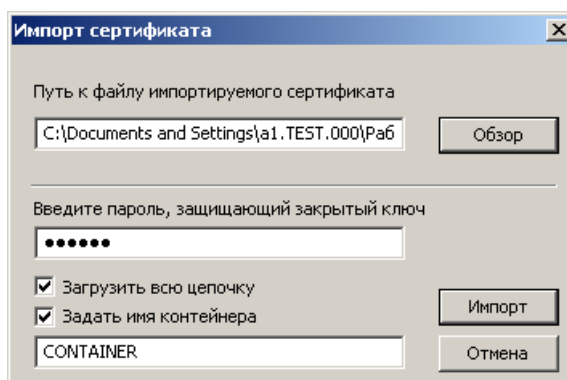 Импорт сертификата
Путь к файлу импортируемого сертификата
C:\Documents and Settings\a1.TEST.000\Раб
Обзор
Введите пароль, защищающий закрытый ключ
••••••
Загрузить всю цепочку
Задать имя контейнера
Импорт
CONTAINER
Отмена